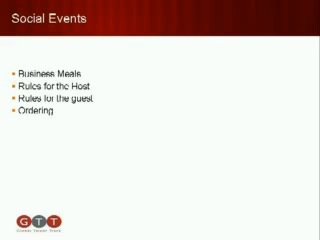 Social Events
Business Meals
Rules for the Host
Rules for the guest
Ordering
GTT